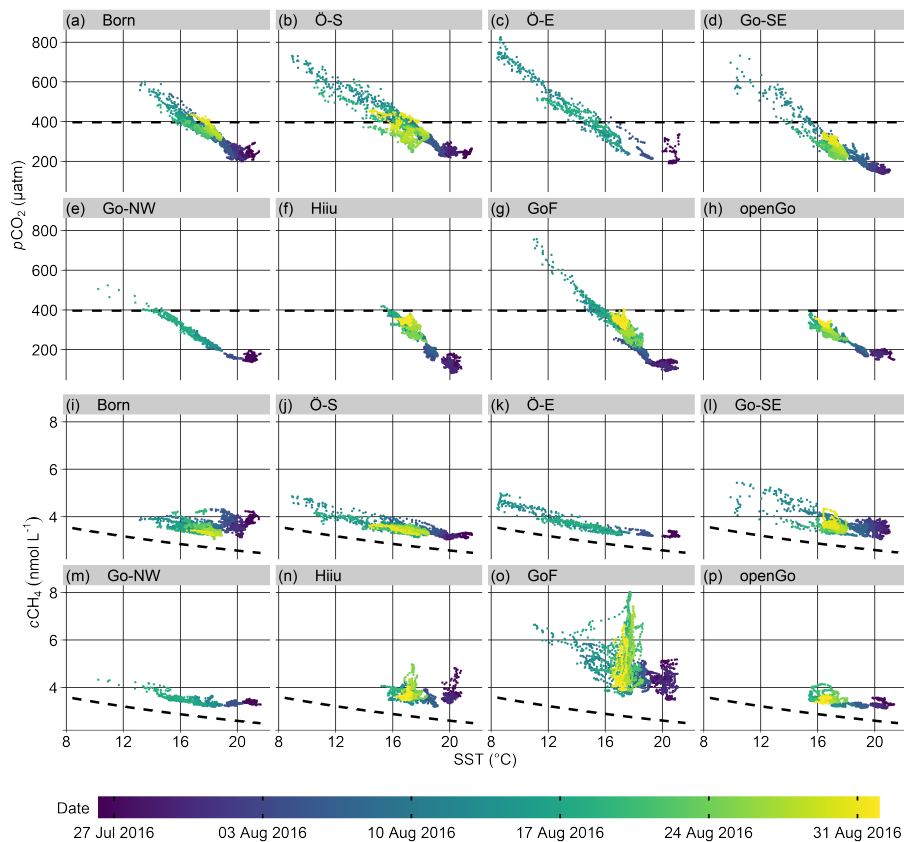 (a) Born (b) Ö-S (c) Ö-E (d) Go-SE
800
600
400
200
(e) Go-NW (f) Hiiu (g) GoF (h) openGo
800
600
400
200
pCO₂ (µatm)
(i) Born (j) Ö-S (k) Ö-E (l) Go-SE
8
6
4
(m) Go-NW (n) Hiiu (o) GoF (p) openGo
8
6
4
cCH₄ (nmol L⁻¹)
8 12 16 20 8 12 16 20 8 12 16 20 8 12 16 20
SST (°C)
Date
27 Jul 2016 03 Aug 2016 10 Aug 2016 17 Aug 2016 24 Aug 2016 31 Aug 2016